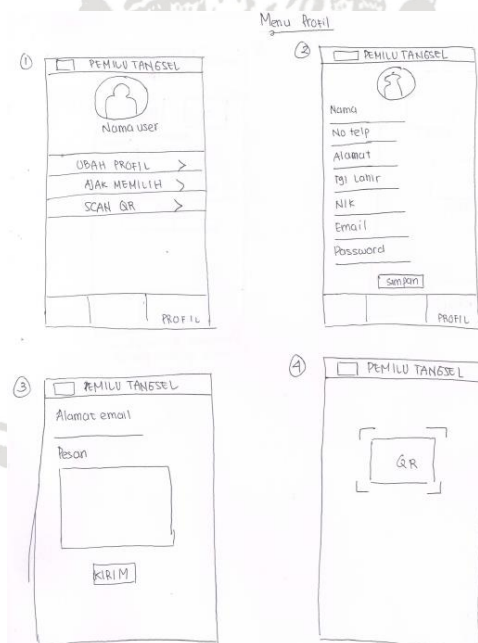 Menu Profil
①
PEMILU TANGSEL
Nama user
UBAH PROFIL >
AJAK MEMILIH >
SCAN QR >
PROFIL
②
PEMILU TANGSEL
Nama
No telp
Alamat
Tgl Lahir
NIK
Email
Password
Simpan
PROFIL
③
PEMILU TANGSEL
Alamat email
Pesan
KIRIM
④
PEMILU TANGSEL
QR